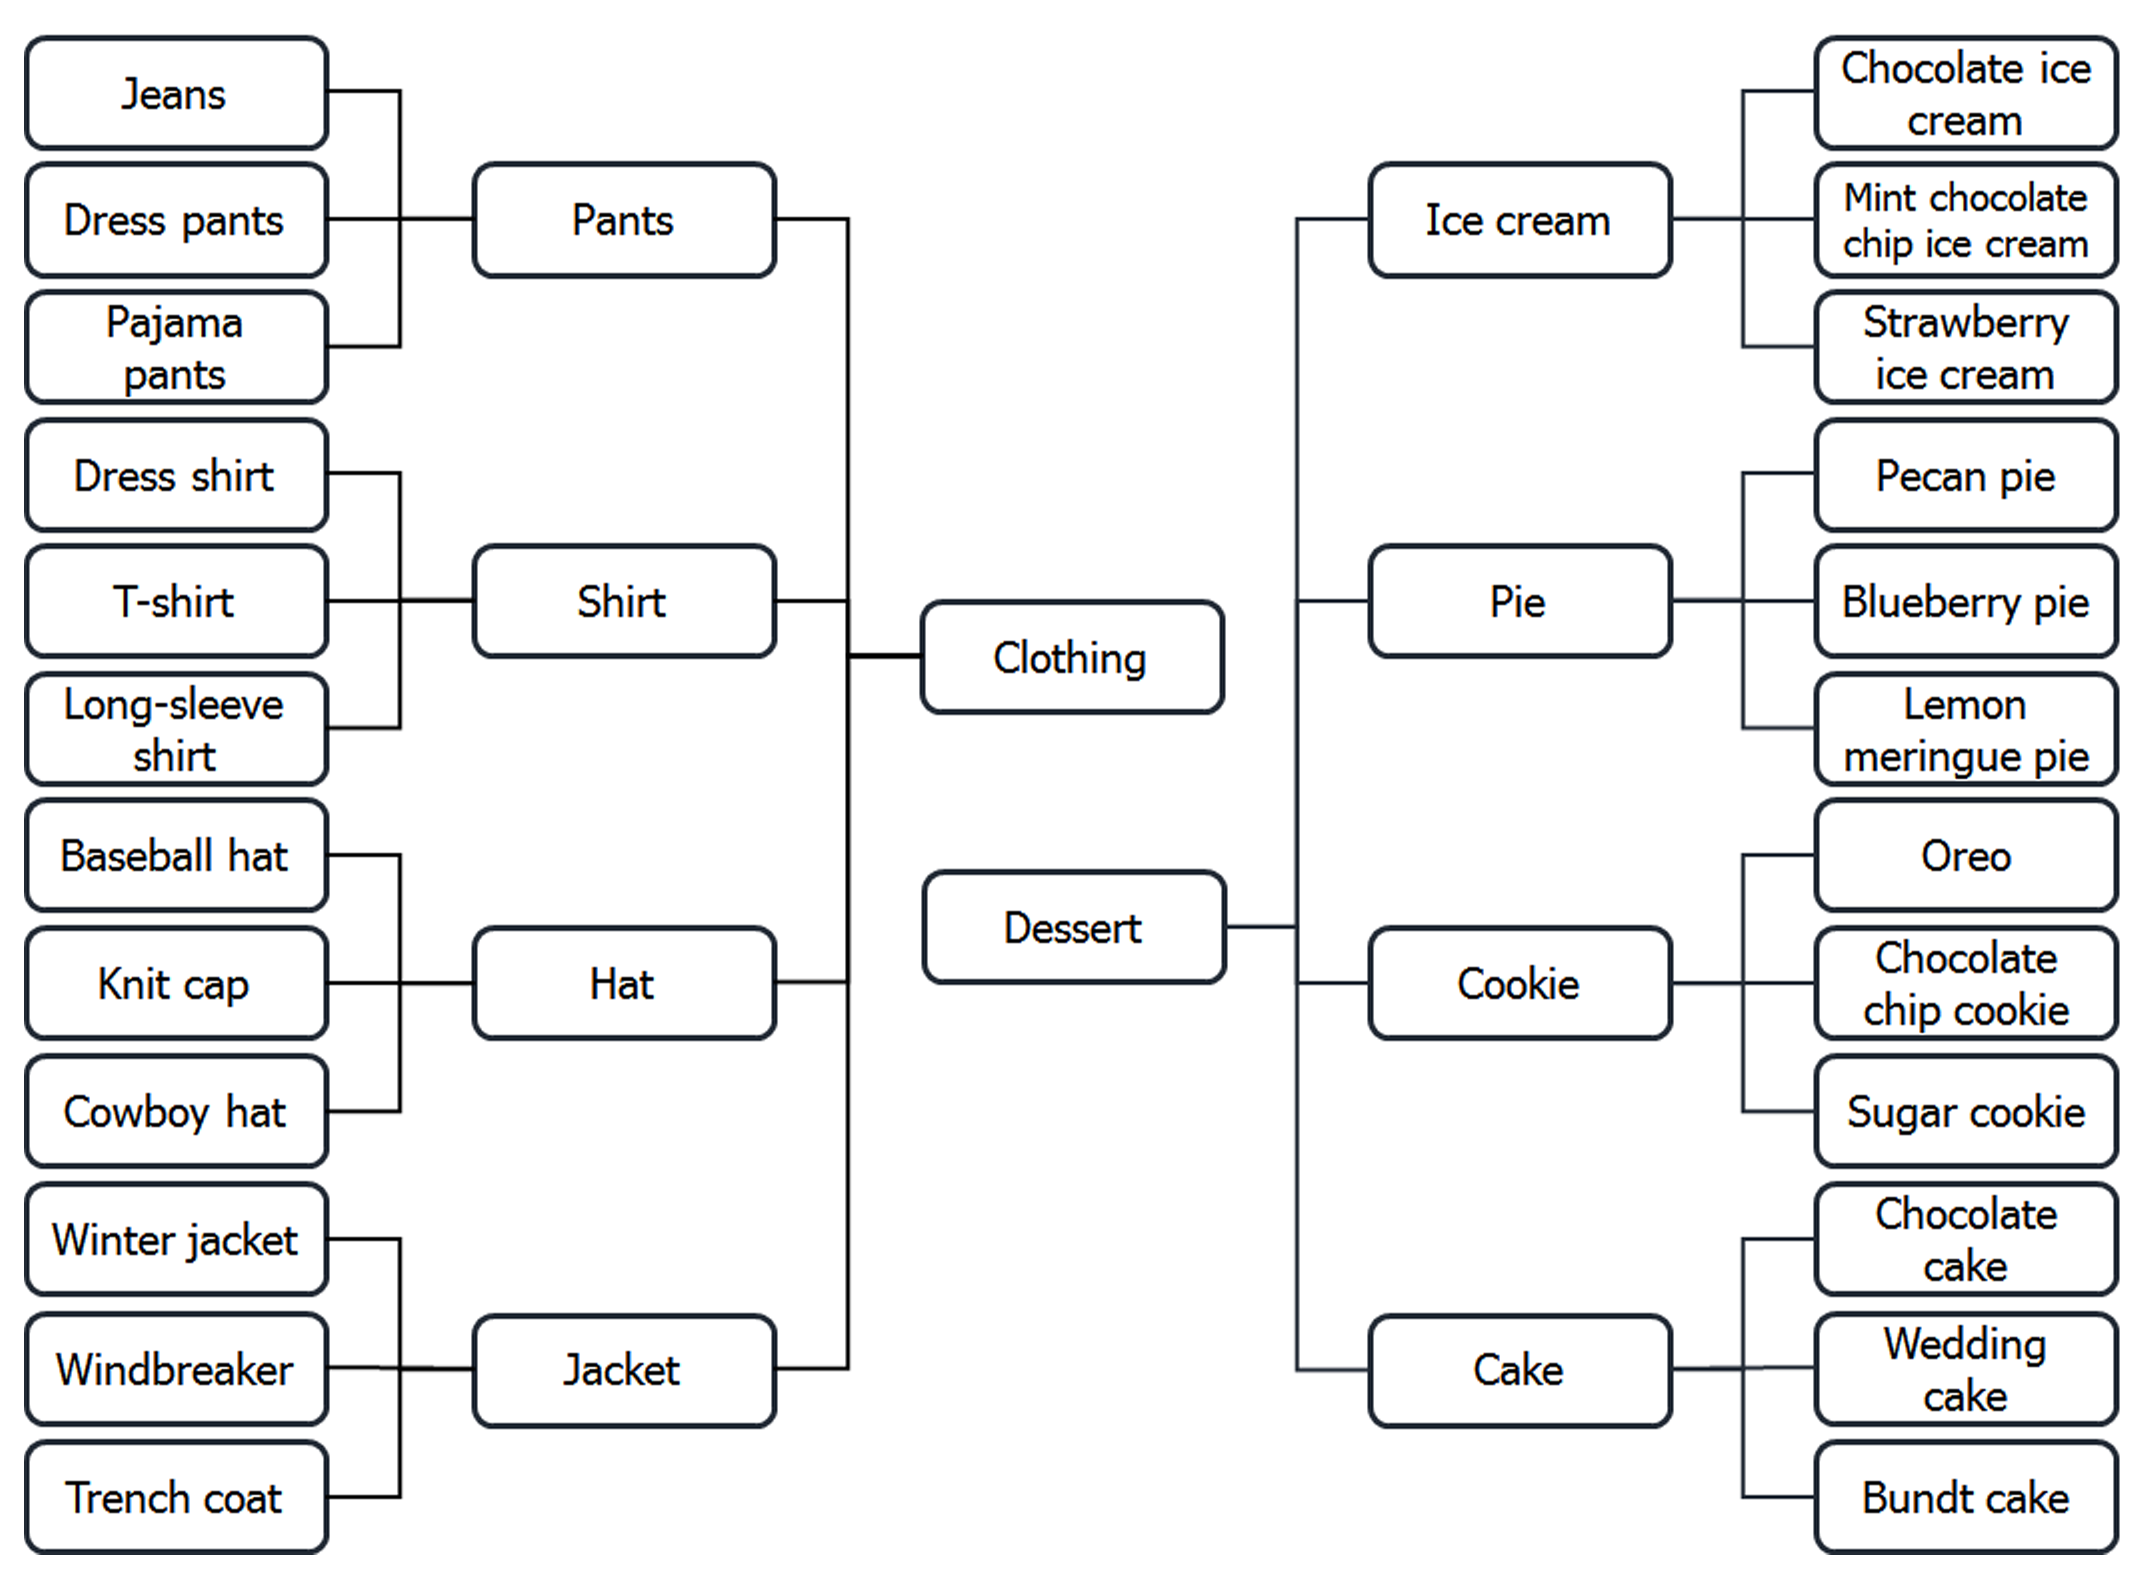 Jeans
Dress pants
Pajama
pants
Dress shirt
T-shirt
Long-sleeve
shirt
Baseball hat
Knit cap
Cowboy hat
Winter jacket
Windbreaker
Trench coat
Pants
Shirt
Hat
Jacket
Clothing
Dessert
Ice cream
Pie
Cookie
Cake
Chocolate ice
cream
Mint chocolate
chip ice cream
Strawberry
ice cream
Pecan pie
Blueberry pie
Lemon
meringue pie
Oreo
Chocolate
chip cookie
Sugar cookie
Chocolate
cake
Wedding
cake
Bundt cake